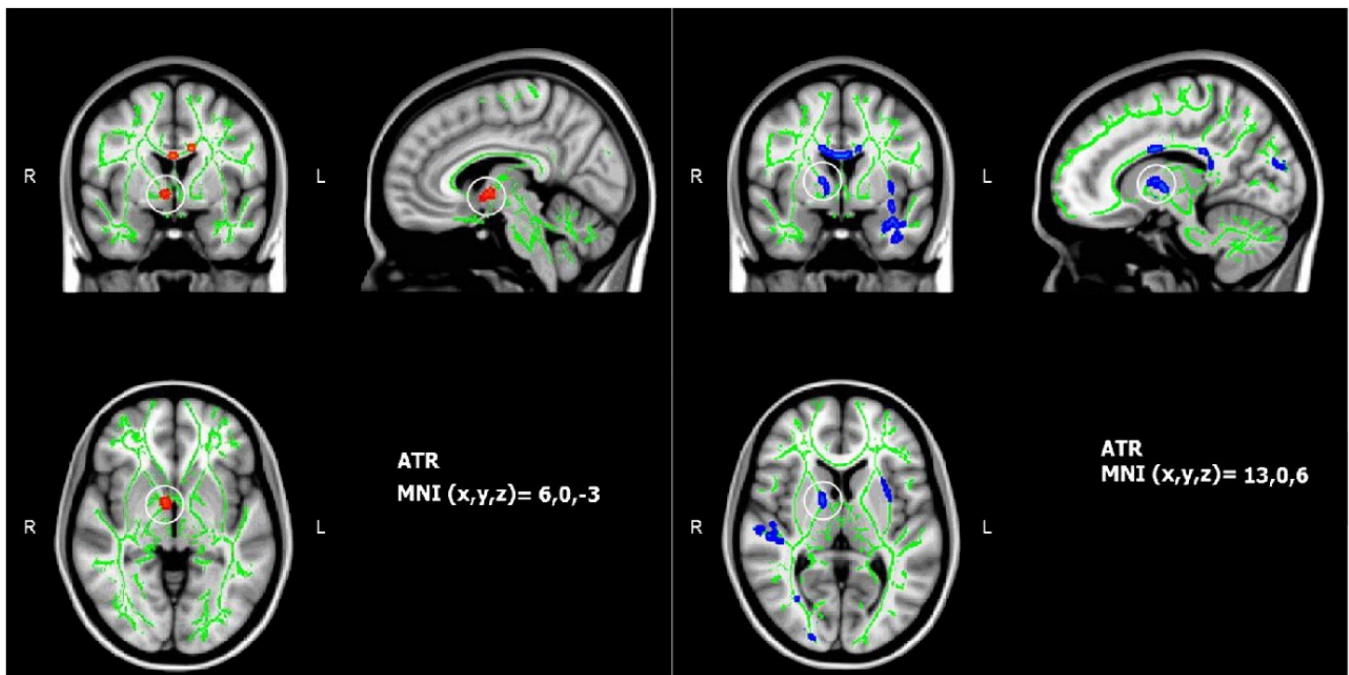 R
L
R
L
R
ATR
MNI (x,y,z)= 6,0,-3
L
R
L
ATR
MNI (x,y,z) = 13,0,6